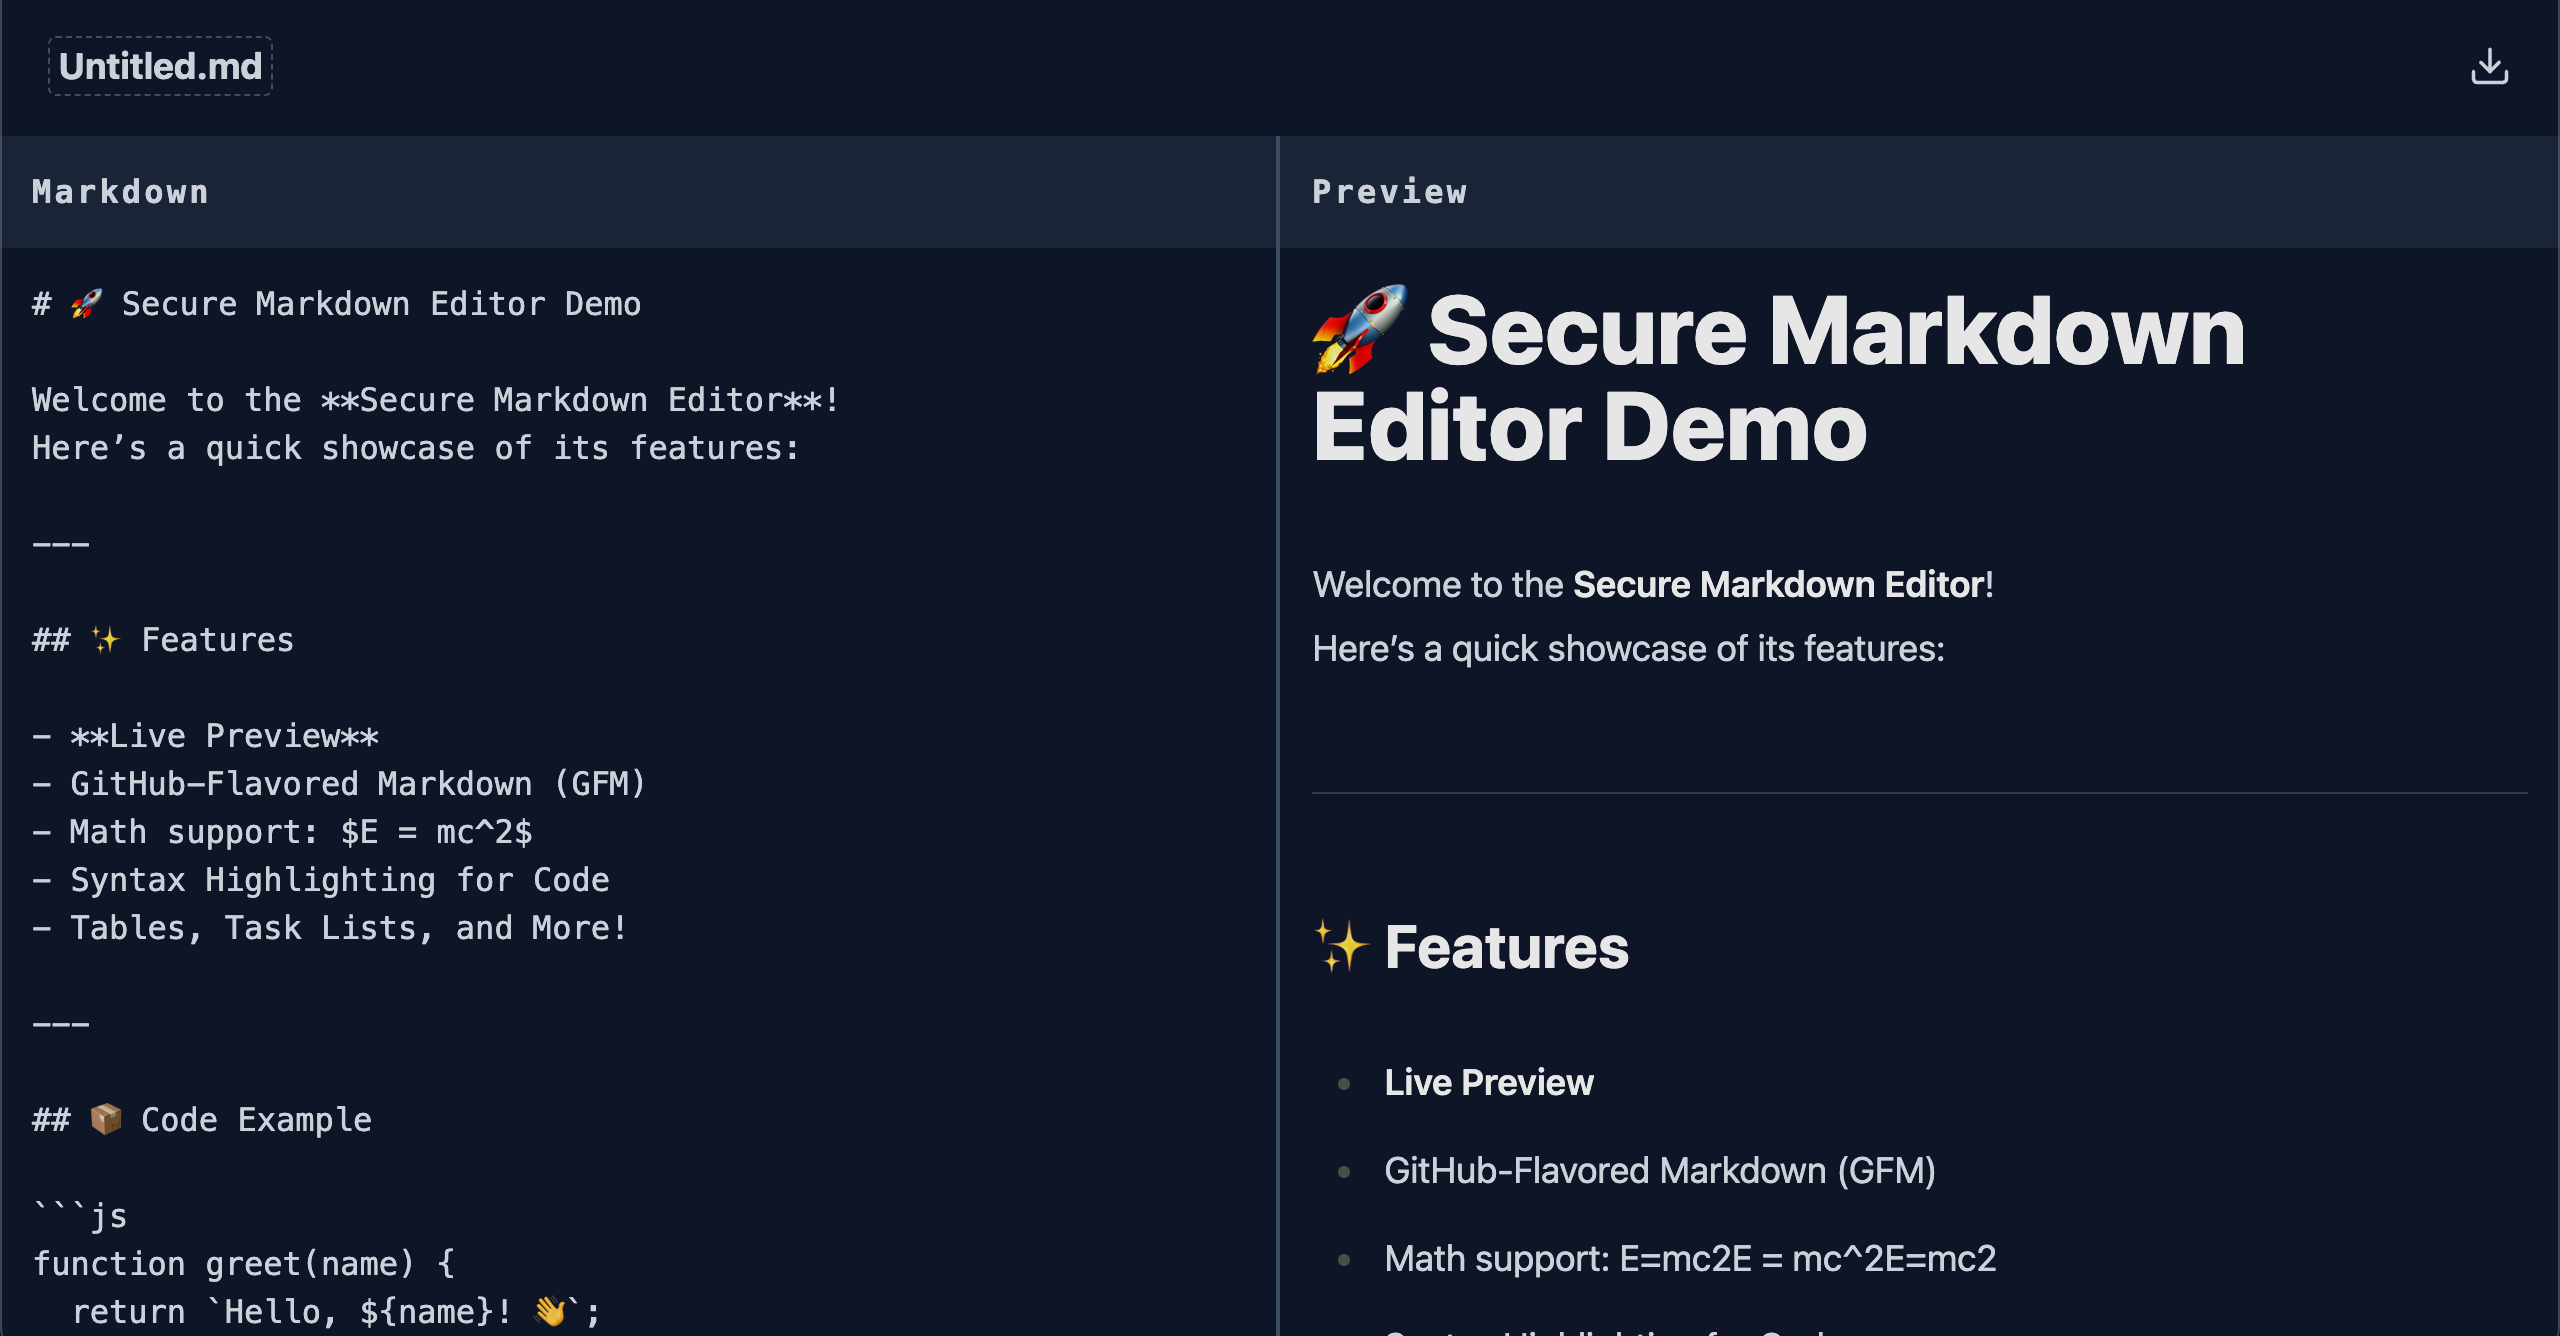 Untitled.md
Markdown
# 🚀 Secure Markdown Editor Demo
Welcome to the **Secure Markdown Editor**!
Here’s a quick showcase of its features:
---
## ✨ Features
- **Live Preview**
- GitHub-Flavored Markdown (GFM)
- Math support: $E = mc^2$
- Syntax Highlighting for Code
- Tables, Task Lists, and More!
---
## 📦 Code Example
```js
function greet(name) {
  return `Hello, ${name}! 👋`;
Preview
🚀 Secure Markdown
Editor Demo
Welcome to the Secure Markdown Editor!
Here’s a quick showcase of its features:
✨ Features
• Live Preview
• GitHub-Flavored Markdown (GFM)
• Math support: E=mc2E = mc^2E=mc2